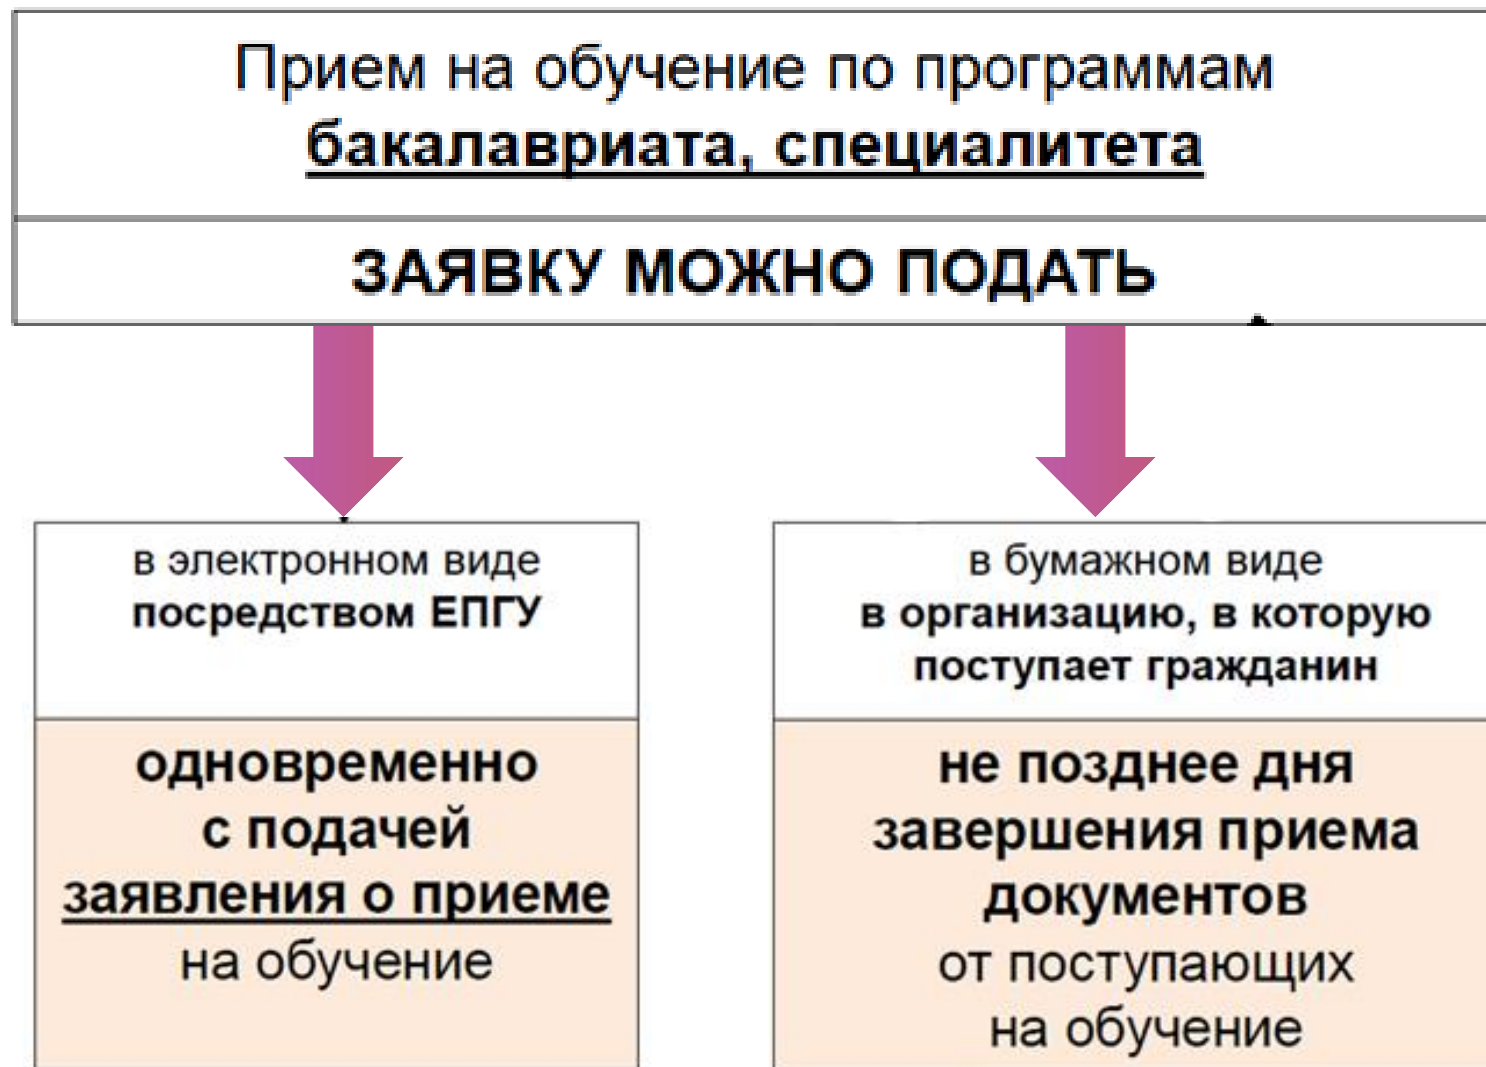 Прием на обучение по программам
бакалавриата, специалитета
ЗАЯВКУ МОЖНО ПОДАТЬ
в электронном виде
посредством ЕПГУ
одновременно
с подачей
заявления о приеме
на обучение
в бумажном виде
в организацию, в которую
поступает гражданин
не позднее дня
завершения приема
документов
от поступающих
на обучение